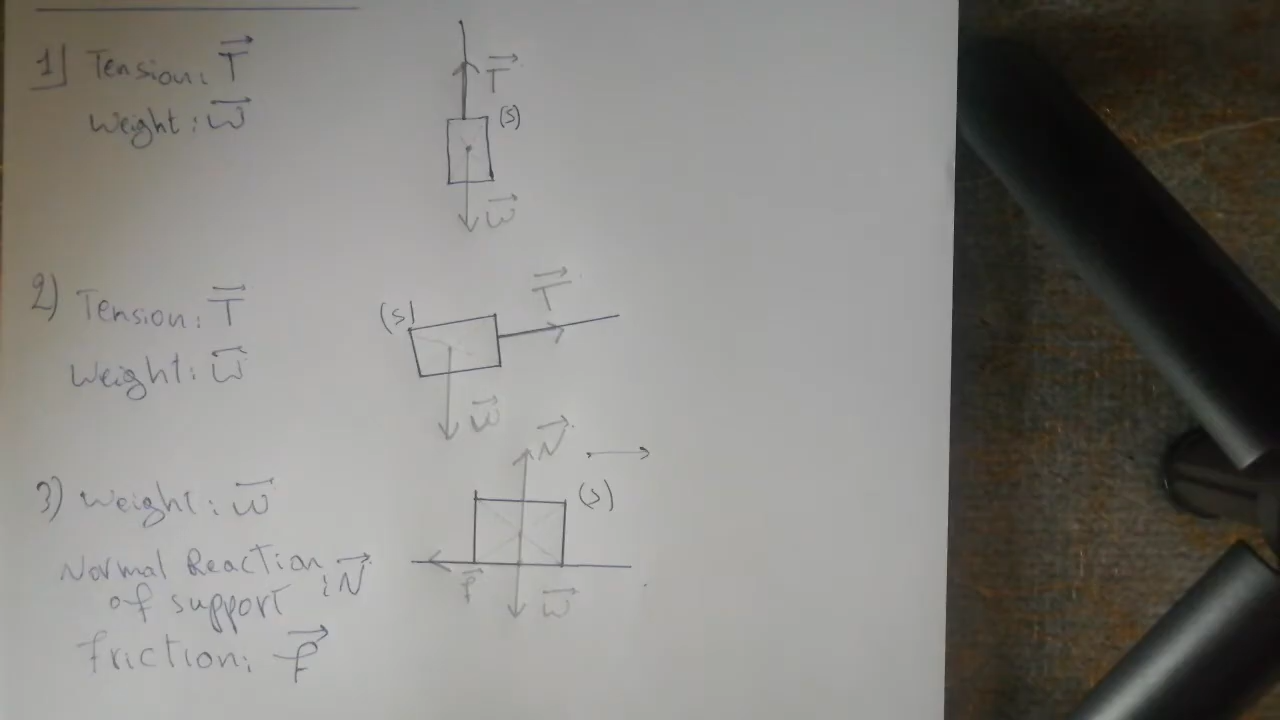 1) Tension: T
Weight: W
T
(S)
W
2) Tension: T
Weight: W
(S)
T
W
3) Weight: W
Normal Reaction
of support : N
friction: f
N
(S)
f
W